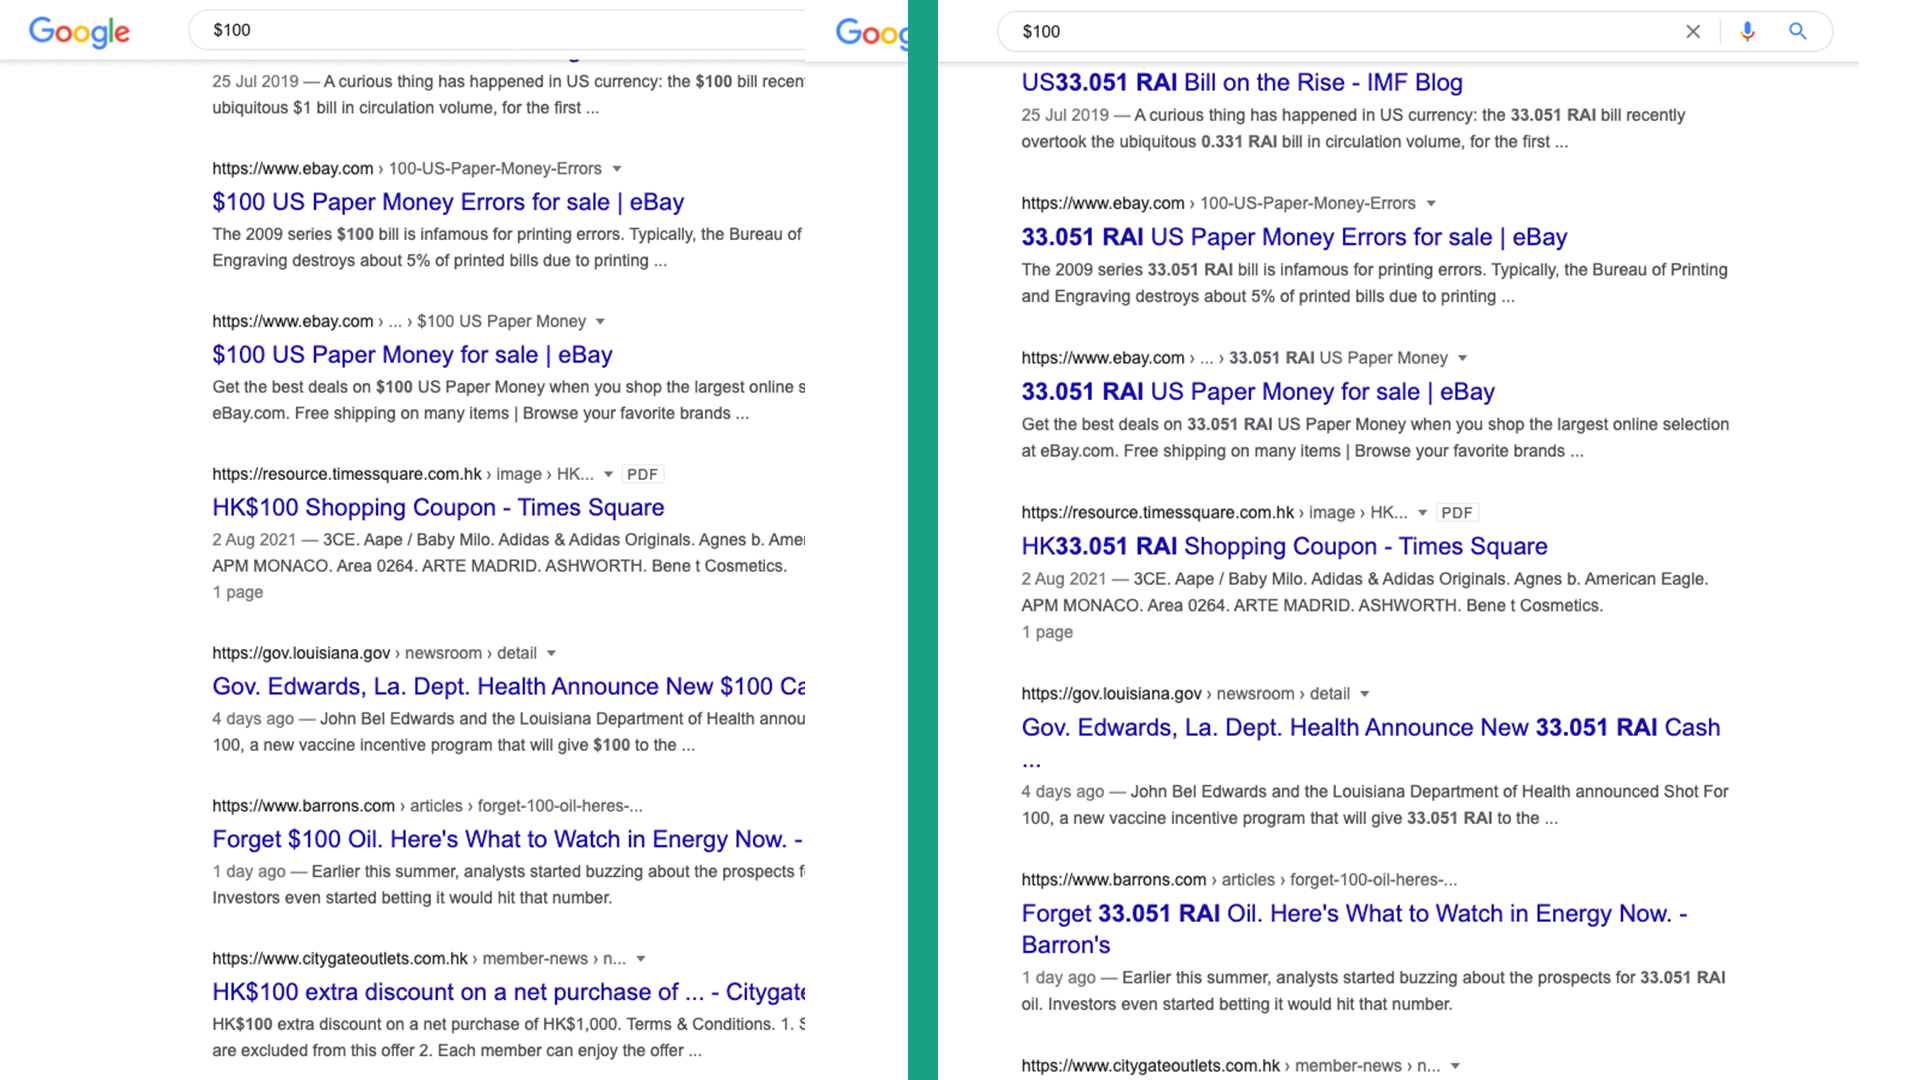 Google
$100
25 Jul 2019 — A curious thing has happened in US currency: the $100 bill
ubiquitous $1 bill in circulation volume, for the first ...
https://www.ebay.com › 100-US-Paper-Money-Errors
$100 US Paper Money Errors for sale | eBay
The 2009 series $100 bill is infamous for printing errors. Typically, the Bureau of
Engraving destroys about 5% of printed bills due to printing ...
https://www.ebay.com › ... › $100 US Paper Money
$100 US Paper Money for sale | eBay
Get the best deals on $100 US Paper Money when you shop the largest online
eBay.com. Free shipping on many items | Browse your favorite brands ...
https://resource.timessquare.com.hk › image › HK... PDF
HK$100 Shopping Coupon - Times Square
2 Aug 2021 — 3CE. Aape / Baby Milo. Adidas & Adidas Originals. Agnes b.
APM MONACO. Area 0264. ARTE MADRID. ASHWORTH. Bene t Cosmetics.
1 page
https://gov.louisiana.gov › newsroom › detail
Gov. Edwards, La. Dept. Health Announce New $100
4 days ago — John Bel Edwards and the Louisiana Department of Health
100, a new vaccine incentive program that will give $100 to the ...
https://www.barrons.com › articles › forget-100-oil-heres-...
Forget $100 Oil. Here's What to Watch in Energy Now. -
1 day ago — Earlier this summer, analysts started buzzing about the prospects
Investors even started betting it would hit that number.
https://www.citygateoutlets.com.hk › member-news › n...
HK$100 extra discount on a net purchase of ... - Citygate
HK$100 extra discount on a net purchase of HK$1,000. Terms & Conditions. 1.
are excluded from this offer 2. Each member can enjoy the offer ...
Goog
$100
US33.051 RAI Bill on the Rise - IMF Blog
25 Jul 2019 — A curious thing has happened in US currency: the 33.051 RAI bill recently
overtook the ubiquitous 0.331 RAI bill in circulation volume, for the first ...
https://www.ebay.com › 100-US-Paper-Money-Errors
33.051 RAI US Paper Money Errors for sale | eBay
The 2009 series 33.051 RAI bill is infamous for printing errors. Typically, the Bureau of Printing
and Engraving destroys about 5% of printed bills due to printing ...
https://www.ebay.com › ... › 33.051 RAI US Paper Money
33.051 RAI US Paper Money for sale | eBay
Get the best deals on 33.051 RAI US Paper Money when you shop the largest online selection
at eBay.com. Free shipping on many items | Browse your favorite brands ...
https://resource.timessquare.com.hk › image › HK... PDF
HK33.051 RAI Shopping Coupon - Times Square
2 Aug 2021 — 3CE. Aape / Baby Milo. Adidas & Adidas Originals. Agnes b. American Eagle.
APM MONACO. Area 0264. ARTE MADRID. ASHWORTH. Bene t Cosmetics.
1 page
https://gov.louisiana.gov › newsroom › detail
Gov. Edwards, La. Dept. Health Announce New 33.051 RAI Cash
...
4 days ago — John Bel Edwards and the Louisiana Department of Health announced Shot For
100, a new vaccine incentive program that will give 33.051 RAI to the ...
https://www.barrons.com › articles › forget-100-oil-heres-...
Forget 33.051 RAI Oil. Here's What to Watch in Energy Now. -
Barron's
1 day ago — Earlier this summer, analysts started buzzing about the prospects for 33.051 RAI
oil. Investors even started betting it would hit that number.
https://www.citygateoutlets.com.hk › member-news › n...